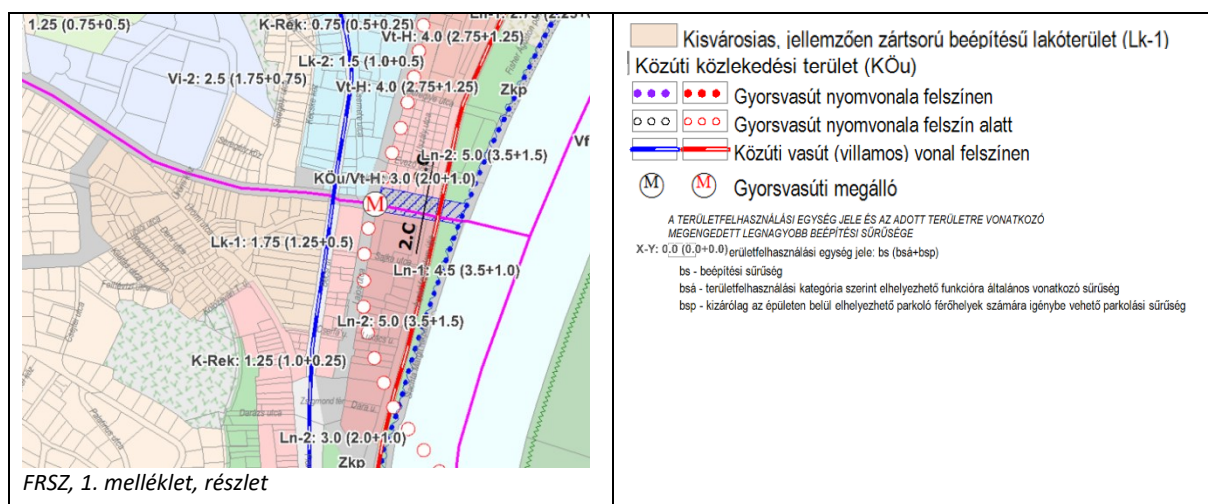 1.25 (0.75+0.5)
K-Rek: 0.75 (0.5+0.25)
Ln-1: 2.75 (2.25+
Vt-H: 4.0 (2.75+1.25)
Lk-2: 1.5 (1.0+0.5)
Vi-2: 2.5 (1.75+0.75)
Vt-H: 4.0 (2.75+1.25)
Zkp
Vf
Ln-2: 5.0 (3.5+1.5)
KÖu/Vt-H: 3.0 (2.0+1.0)
M
2.C
Lk-1: 1.75 (1.25+0.5)
Ln-1: 4.5 (3.5+1.0)
Ln-2: 5.0 (3.5+1.5)
K-Rek: 1.25 (1.0+0.25)
Darázs utca
Dara u.
Ln-2: 3.0 (2.0+1.0)
Zkp
FRSZ, 1. melléklet, részlet
Kisvárosias, jellemzően zártsorú beépítésű lakóterület (Lk-1)
Közúti közlekedési terület (KÖu)
Gyorsvasút nyomvonala felszínen
Gyorsvasút nyomvonala felszín alatt
Közúti vasút (villamos) vonal felszínen
M M Gyorsvasúti megálló
A TERÜLETFELHASZNÁLÁSI EGYSÉG JELE ÉS AZ ADOTT TERÜLETRE VONATKOZÓ
MEGENGEDETT LEGNAGYOBB BEÉPÍTÉSI SŰRŰSÉGE
X-Y: 0.0 (0.0+0.0) területfelhasználási egység jele: bs (bsá+bsp)
bs - beépítési sűrűség
bsá - területfelhasználási kategória szerint elhelyezhető funkcióra általános vonatkozó sűrűség
bsp - kizárólag az épületen belül elhelyezhető parkoló férőhelyek számára igénybe vehető parkolási sűrűség